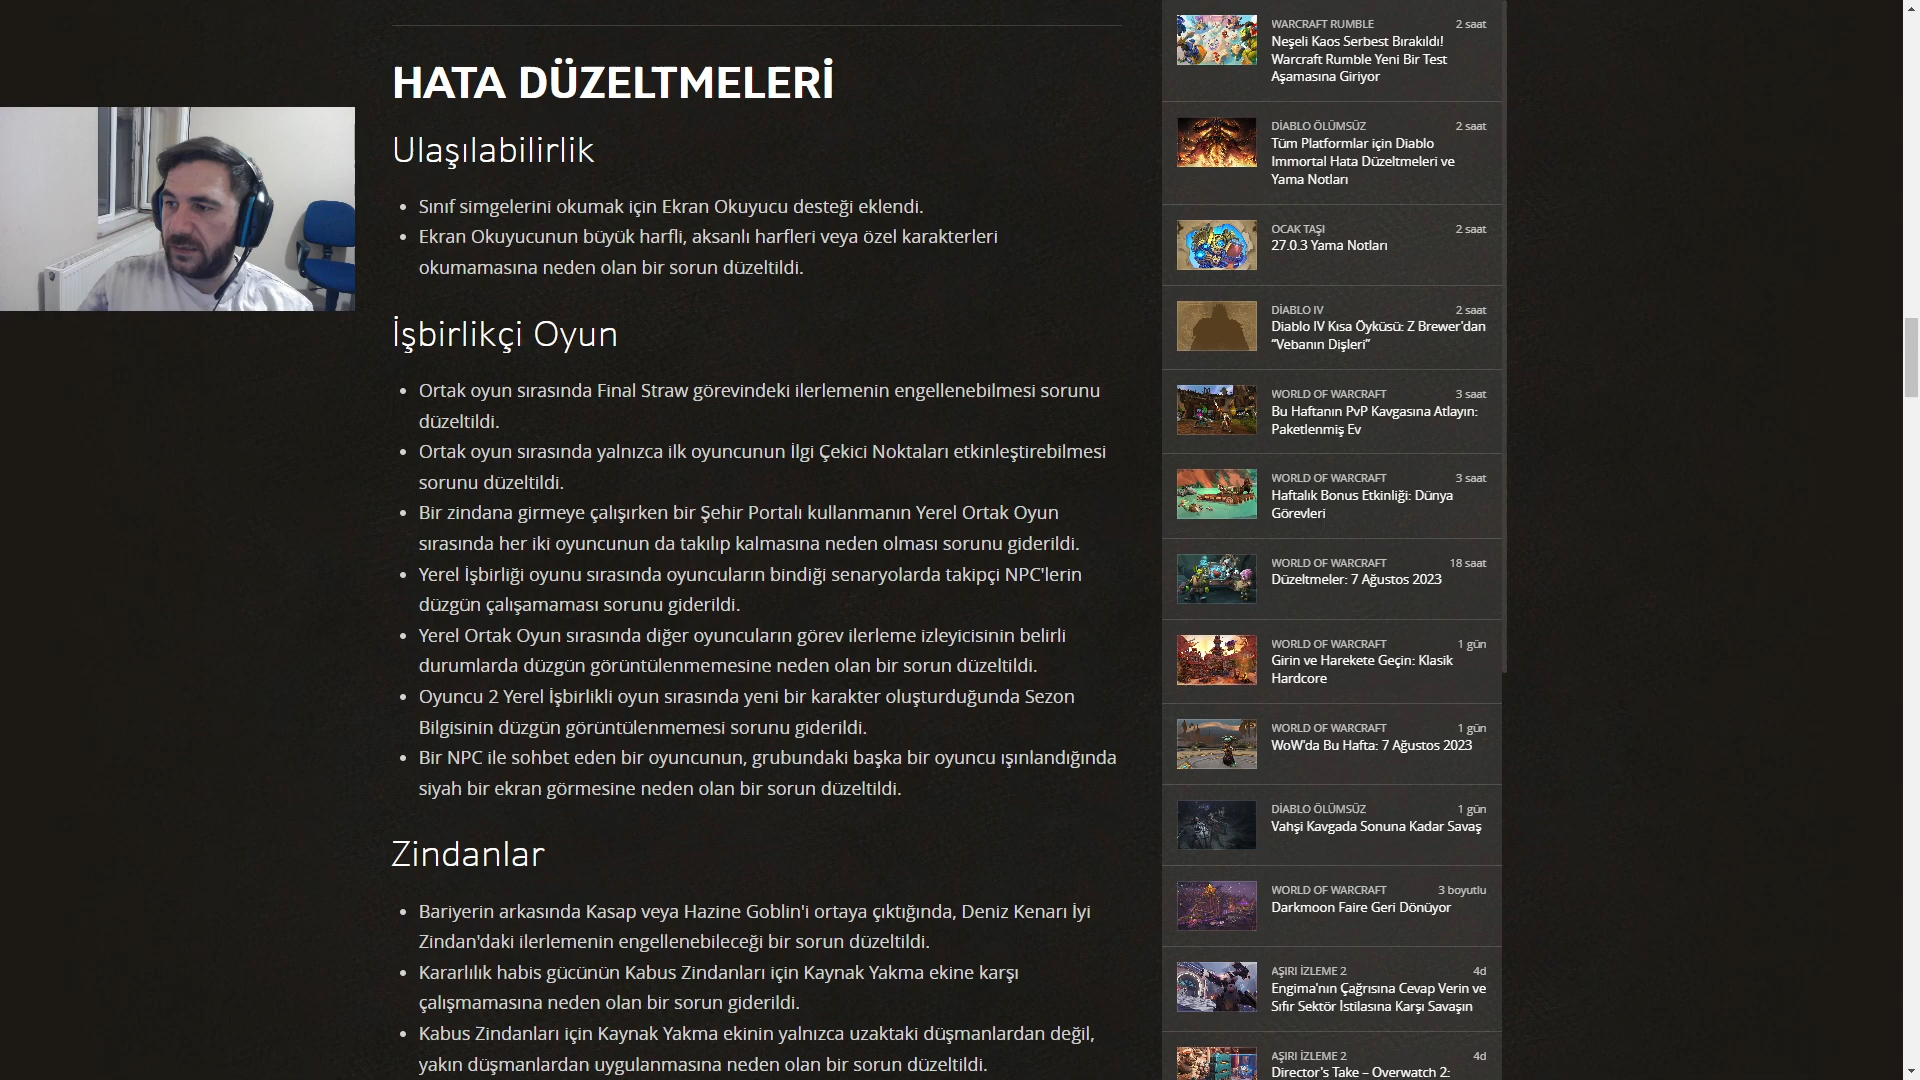 HATA DÜZELTMELERİ
Ulaşılabilirlik
Sınıf simgelerini okumak için Ekran Okuyucu desteği eklendi.
Ekran Okuyucunun büyük harfli, aksanlı harfleri veya özel karakterleri
okumamasına neden olan bir sorun düzeltildi.
İşbirlikçi Oyun
Ortak oyun sırasında Final Straw görevindeki ilerlemenin engellenebilmesi sorunu
düzeltildi.
Ortak oyun sırasında yalnızca ilk oyuncunun İlgi Çekici Noktaları etkinleştirebilmesi
sorunu düzeltildi.
Bir zindana girmeye çalışırken bir Şehir Portalı kullanmanın Yerel Ortak Oyun
sırasında her iki oyuncunun da takılıp kalmasına neden olması sorunu giderildi.
Yerel İşbirliği oyunu sırasında oyuncuların bindiği senaryolarda takipçi NPC'lerin
düzgün çalışamaması sorunu giderildi.
Yerel Ortak Oyun sırasında diğer oyuncuların görev ilerleme izleyicisinin belirli
durumlarda düzgün görüntülenmemesine neden olan bir sorun düzeltildi.
Oyuncu 2 Yerel İşbirlikli oyun sırasında yeni bir karakter oluşturduğunda Sezon
Bilgisinin düzgün görüntülenmemesi sorunu giderildi.
Bir NPC ile sohbet eden bir oyuncunun, grubundaki başka bir oyuncu ışınlandığında
siyah bir ekran görmesine neden olan bir sorun düzeltildi.
Zindanlar
Bariyerin arkasında Kasap veya Hazine Goblin'i ortaya çıktığında, Deniz Kenarı İyi
Zindan'daki ilerlemenin engellenebileceği bir sorun düzeltildi.
Kararlılık habis gücünün Kabus Zindanları için Kaynak Yakma ekine karşı
çalışmamasına neden olan bir sorun giderildi.
Kabus Zindanları için Kaynak Yakma ekinin yalnızca uzaktaki düşmanlardan değil,
yakın düşmanlardan uygulanmasına neden olan bir sorun düzeltildi.
WARCRAFT RUMBLE 2 saat
Neşeli Kaos Serbest Bırakıldı!
Warcraft Rumble Yeni Bir Test
Aşamasına Giriyor
DİABLO ÖLÜMSÜZ 2 saat
Tüm Platformlar için Diablo
Immortal Hata Düzeltmeleri ve
Yama Notları
OCAK TAŞI 2 saat
27.0.3 Yama Notları
DİABLO IV 2 saat
Diablo IV Kısa Öyküsü: Z Brewer'dan
“Vebanın Dişleri”
WORLD OF WARCRAFT 3 saat
Bu Haftanın PvP Kavgasına Atlayın:
Paketlenmiş Ev
WORLD OF WARCRAFT 3 saat
Haftalık Bonus Etkinliği: Dünya
Görevleri
WORLD OF WARCRAFT 18 saat
Düzeltmeler: 7 Ağustos 2023
WORLD OF WARCRAFT 1 gün
Girin ve Harekete Geçin: Klasik
Hardcore
WORLD OF WARCRAFT 1 gün
WoW'da Bu Hafta: 7 Ağustos 2023
DİABLO ÖLÜMSÜZ 1 gün
Vahşi Kavgada Sonuna Kadar Savaş
WORLD OF WARCRAFT 3 boyutlu
Darkmoon Faire Geri Dönüyor
AŞIRI İZLEME 2 4d
Engima'nın Çağrısına Cevap Verin ve
Sıfır Sektör İstilasına Karşı Savaşın
AŞIRI İZLEME 2 4d
Director's Take – Overwatch 2: